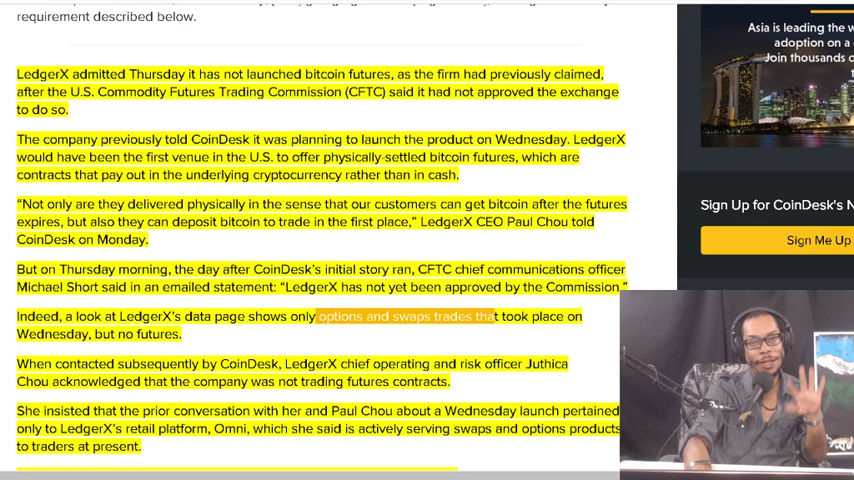 requirement described below.
LedgerX admitted Thursday it has not launched bitcoin futures, as the firm had previously claimed,
after the U.S. Commodity Futures Trading Commission (CFTC) said it had not approved the exchange
to do so.
The company previously told CoinDesk it was planning to launch the product on Wednesday. LedgerX
would have been the first venue in the U.S. to offer physically-settled bitcoin futures, which are
contracts that pay out in the underlying cryptocurrency rather than in cash.
“Not only are they delivered physically in the sense that our customers can get bitcoin after the futures
expires, but also they can deposit bitcoin to trade in the first place,” LedgerX CEO Paul Chou told
CoinDesk on Monday.
But on Thursday morning, the day after CoinDesk’s initial story ran, CFTC chief communications officer
Michael Short said in an emailed statement: “LedgerX has not yet been approved by the Commission.”
Indeed, a look at LedgerX’s data page shows only options and swaps trades that took place on
Wednesday, but no futures.
When contacted subsequently by CoinDesk, LedgerX chief operating and risk officer Juthica
Chou acknowledged that the company was not trading futures contracts.
She insisted that the prior conversation with her and Paul Chou about a Wednesday launch pertained
only to LedgerX’s retail platform, Omni, which she said is actively serving swaps and options products
to traders at present.
Asia is leading the w
adoption on a
Join thousands o
t
Sign Up for CoinDesk's N
Sign Me Up